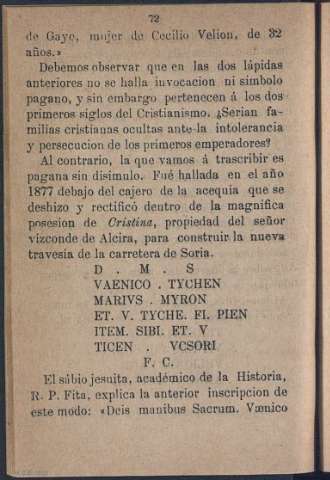 72
de Gayo, mujer de Cecilio Velion, de 32
años.»
Debemos observar que en las dos lápidas
anteriores no se halla invocacion ni simbolo
pagano, y sin embargo pertenecen á los dos
primeros siglos del Cristianismo. ¿Serian fa-
milias cristianas ocultas ante la intolerancia
y persecucion de los primeros emperadores?
Al contrario, la que vamos á trascribir es
pagana sin disimulo. Fué hallada en el año
1877 debajo del cajero de la acequia que se
deshizo y rectificó dentro de la magnifica
posesion de Cristina, propiedad del señor
vizconde de Alcira, para construir la nueva
travesía de la carretera de Soria.
D . M . S
VAENICO . TYCHEN
MARIVS . MYRON
ET. V. TYCHE. FI. PIEN
ITEM. SIBI. ET. V
TICEN . VCSORI
F. C.
El sábio jesuita, académico de la Historia,
R. P. Fita, explica la anterior inscripcion de
este modo: «Deis manibus Sacrum. Vænico